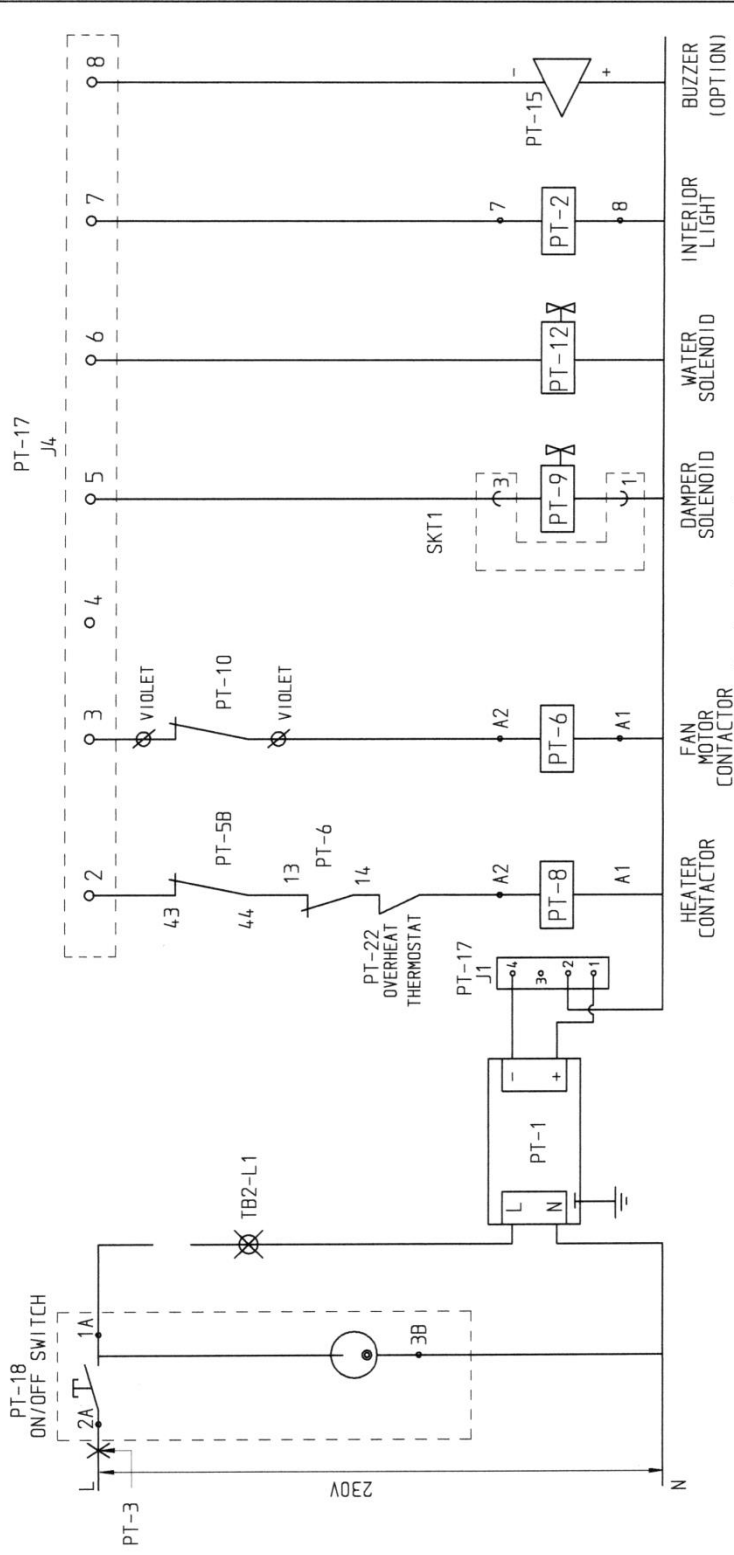 PT-17
J4
2
3
4
5
6
7
8
PT-18
ON/OFF SWITCH
2A
1A
L
PT-3
230V
N
3B
TB2-L1
L
N
PT-1
-
+
PT-17
J1
4
3
2
1
43
PT-5B
44
13
PT-6
14
PT-22
OVERHEAT
THERMOSTAT
A2
PT-8
A1
HEATER
CONTACTOR
VIOLET
PT-10
VIOLET
A2
PT-6
A1
FAN
MOTOR
CONTACTOR
SKT1
3
PT-9
1
DAMPER
SOLENOID
PT-12
WATER
SOLENOID
7
PT-2
8
INTERIOR
LIGHT
-
PT-15
+
BUZZER
(OPTION)